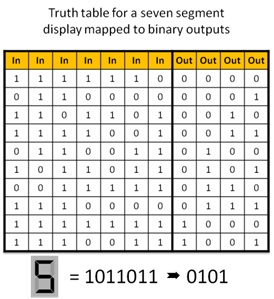 Truth table for a seven segment
display mapped to binary outputs
In In In In In In In Out Out Out Out
1 1 1 1 1 1 0 0 0 0 0
0 1 1 0 0 0 0 0 0 0 1
1 1 0 1 1 0 1 0 0 1 0
1 1 1 1 0 0 1 0 0 1 1
0 1 1 0 0 1 1 0 1 0 0
1 0 1 1 0 1 1 0 1 0 1
0 0 1 1 1 1 1 0 1 1 0
1 1 1 0 0 0 0 0 1 1 1
1 1 1 1 1 1 1 1 0 0 0
1 1 1 0 0 1 1 1 0 0 1
5 = 1011011 ➨ 0101